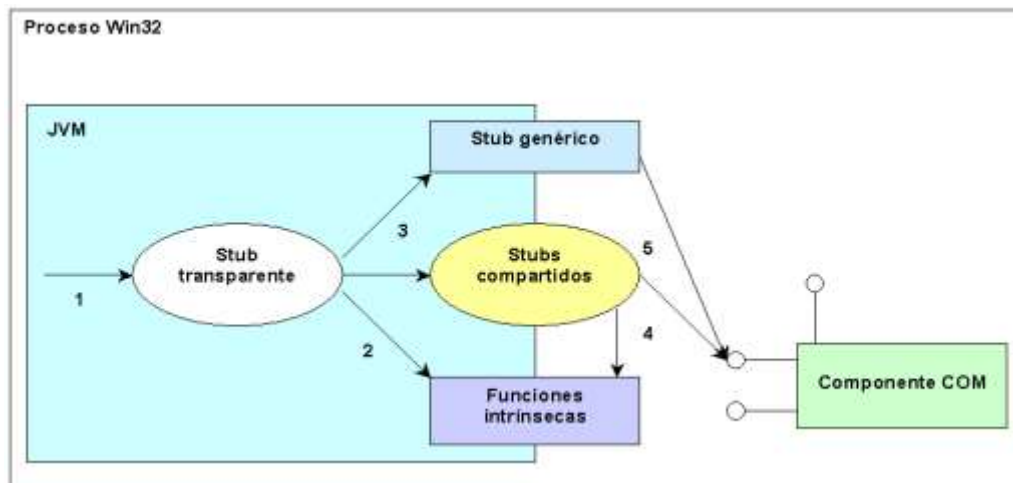 Proceso Win32
JVM
Stub genérico
3
Stub
transparente
Stubs
compartidos
5
1
2
4
Componente COM
Funciones
intrínsecas